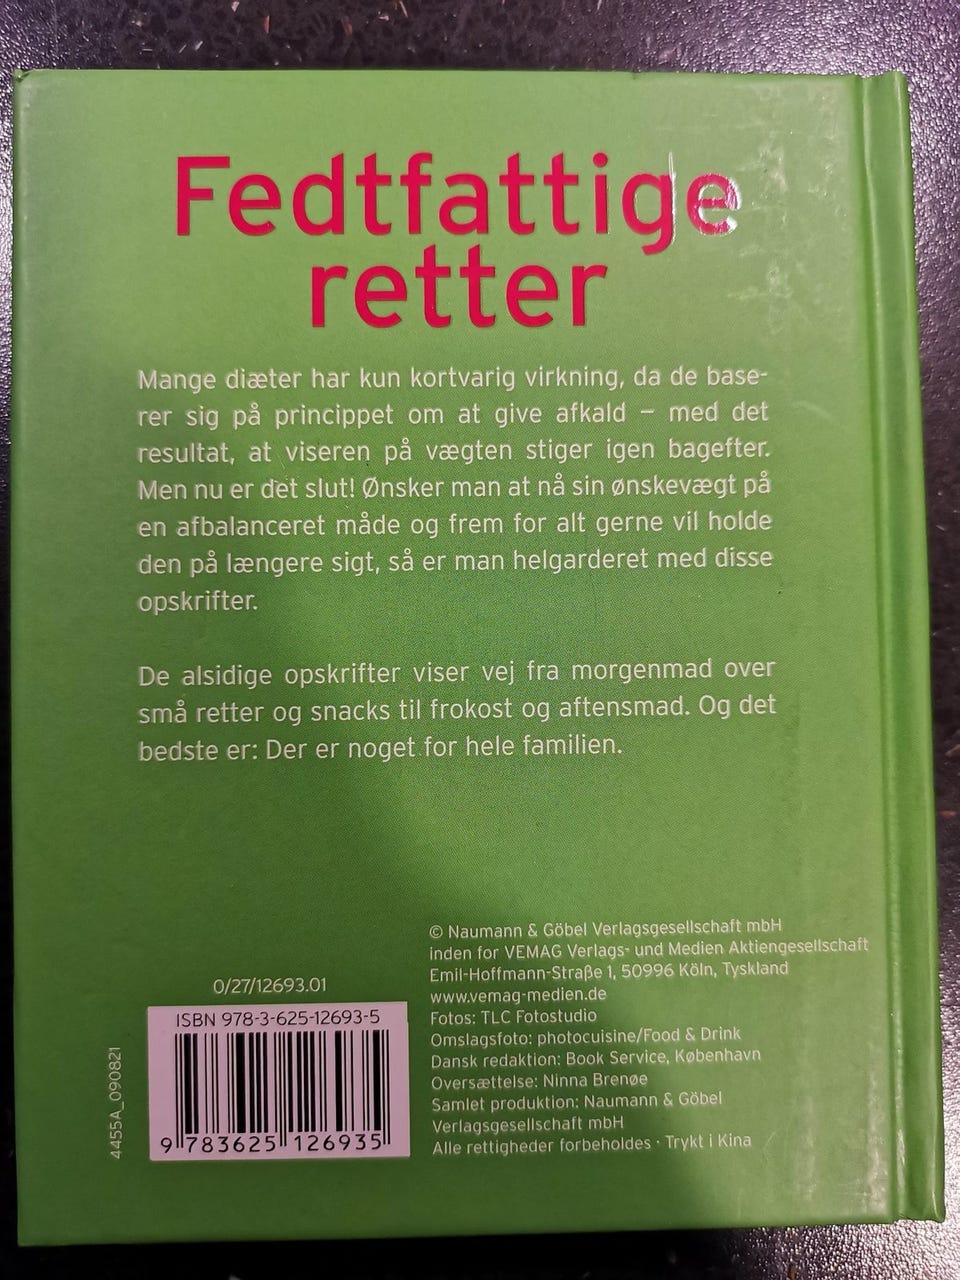 Fedtfattige
retter
Mange diæter har kun kortvarig virkning, da de base-
rer sig på princippet om at give afkald – med det
resultat, at viseren på vægten stiger igen bagefter.
Men nu er det slut! Ønsker man at nå sin ønskevægt på
en afbalanceret måde og frem for alt gerne vil holde
den på længere sigt, så er man helgarderet med disse
opskrifter.
De alsidige opskrifter viser vej fra morgenmad over
små retter og snacks til frokost og aftensmad. Og det
bedste er: Der er noget for hele familien.
© Naumann & Göbel Verlagsgesellschaft mbH
inden for VEMAG Verlags- und Medien Aktiengesellschaft
Emil-Hoffmann-Straße 1, 50996 Köln, Tyskland
www.vemag-medien.de
Fotos: TLC Fotostudio
Omslagsfoto: photocuisine/Food & Drink
Dansk redaktion: Book Service, København
Oversættelse: Ninna Brenøe
Samlet produktion: Naumann & Göbel
Verlagsgesellschaft mbH
Alle rettigheder forbeholdes · Trykt i Kina
0/27/12693.01
ISBN 978-3-625-12693-5
9 783625 126935
4455A_090821